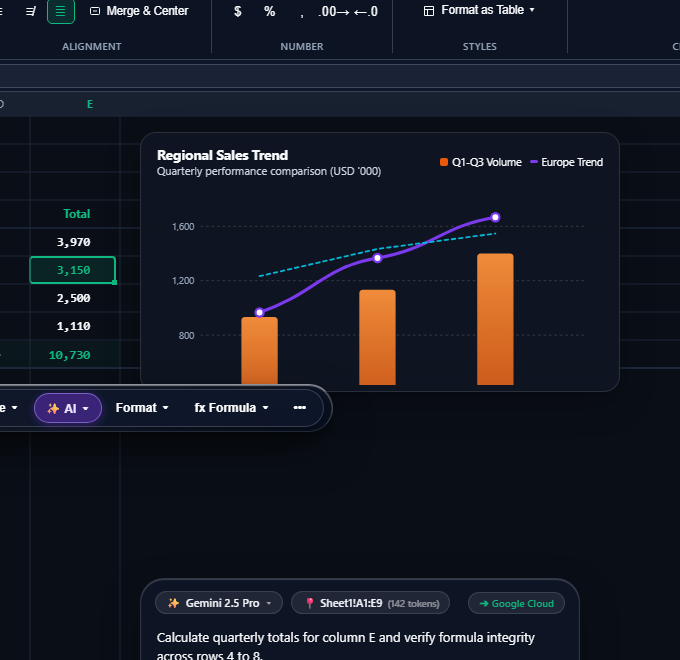 Merge & Center
$ % , .00→ ←.0
Format as Table
ALIGNMENT
NUMBER
STYLES
E
Regional Sales Trend
Quarterly performance comparison (USD '000)
Q1-Q3 Volume
Europe Trend
Total
3,970
3,150
2,500
1,110
10,730
1,600
1,200
800
✨ AI
Format
fx Formula
•••
✨ Gemini 2.5 Pro
📍 Sheet1!A1:E9 (142 tokens)
➔ Google Cloud
Calculate quarterly totals for column E and verify formula integrity
across rows 4 to 8.